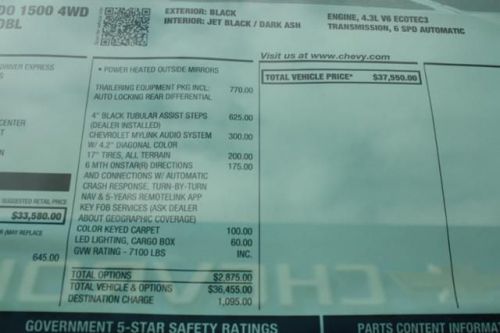 00 1500 4WD
DBL
EXTERIOR: BLACK
INTERIOR: JET BLACK / DARK ASH
ENGINE, 4.3L V6 ECOTEC3
TRANSMISSION, 6 SPD AUTOMATIC
Visit us at www.chevy.com
DRIVER EXPRESS
CENTER
OUNT
SUGGESTED RETAIL PRICE
$33,580.00
(MAY REPLACE
645.00
• POWER HEATED OUTSIDE MIRRORS
TRAILERING EQUIPMENT PKG INCL: 770.00
AUTO LOCKING REAR DIFFERENTIAL
4" BLACK TUBULAR ASSIST STEPS 625.00
(DEALER INSTALLED)
CHEVROLET MYLINK AUDIO SYSTEM 300.00
W/ 4.2" DIAGONAL COLOR
17" TIRES, ALL TERRAIN 200.00
6 MTH ONSTAR(R) DIRECTIONS 175.00
AND CONNECTIONS W/ AUTOMATIC
CRASH RESPONSE, TURN-BY-TURN
NAV & 5-YEARS REMOTELINK APP
KEY FOB SERVICES (ASK DEALER
ABOUT GEOGRAPHIC COVERAGE)
COLOR KEYED CARPET 100.00
LED LIGHTING, CARGO BOX 60.00
GVW RATING - 7100 LBS INC.
TOTAL OPTIONS $2,875.00
TOTAL VEHICLE & OPTIONS $36,455.00
DESTINATION CHARGE 1,095.00
TOTAL VEHICLE PRICE* $37,550.00
GOVERNMENT 5-STAR SAFETY RATINGS
PARTS CONTENT INFORMA